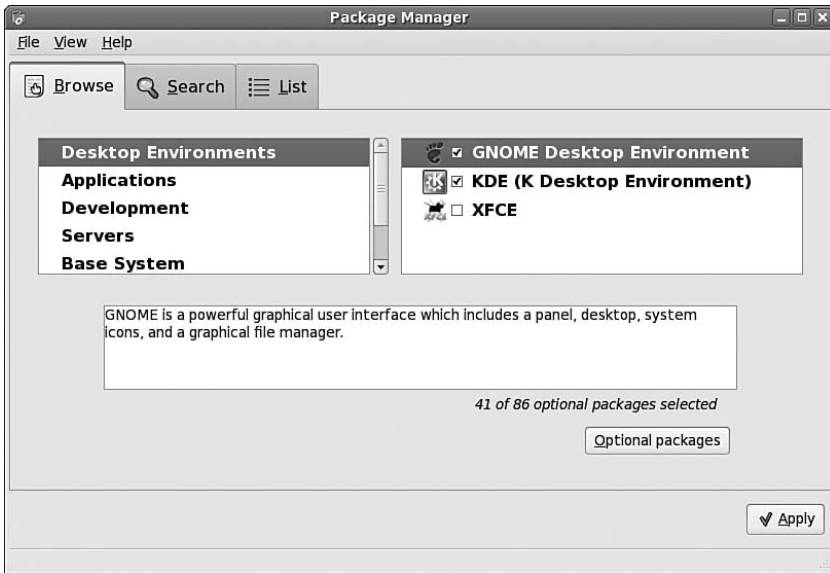 Package Manager
File View Help
Browse Search List
Desktop Environments
Applications
Development
Servers
Base System
GNOME Desktop Environment
KDE (K Desktop Environment)
XFCE
GNOME is a powerful graphical user interface which includes a panel, desktop, system
icons, and a graphical file manager.
41 of 86 optional packages selected
Optional packages
Apply